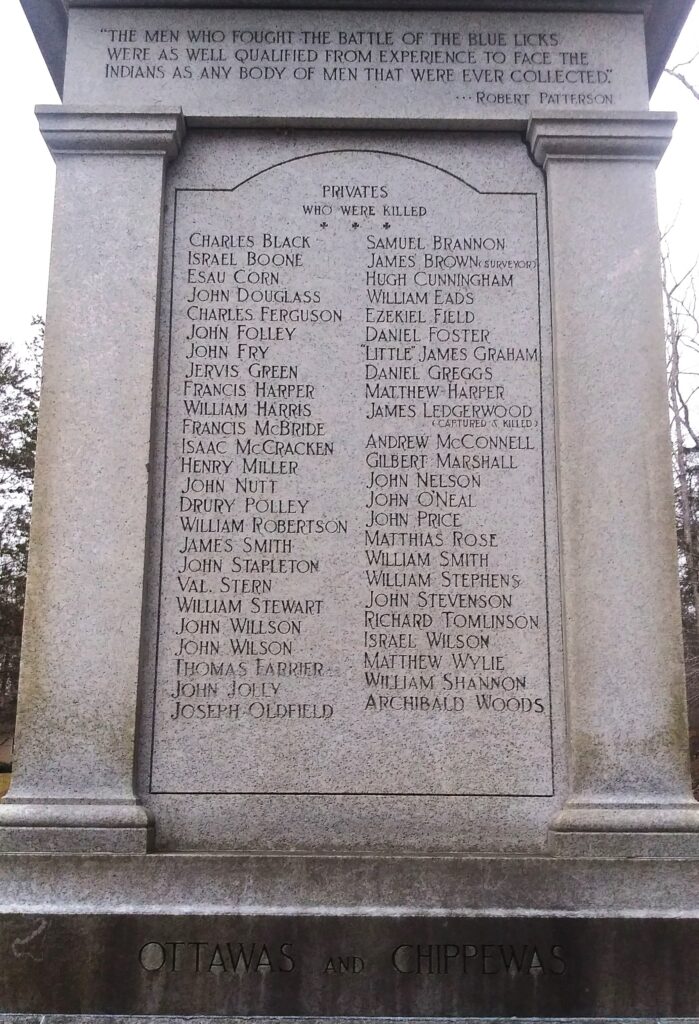 "THE MEN WHO FOUGHT THE BATTLE OF THE BLUE LICKS
WERE AS WELL QUALIFIED FROM EXPERIENCE TO FACE THE
INDIANS AS ANY BODY OF MEN THAT WERE EVER COLLECTED".
...ROBERT PATTERSON
PRIVATES
WHO WERE KILLED
CHARLES BLACK
ISRAEL BOONE
ESAU CORN
JOHN DOUGLASS
CHARLES FERGUSON
JOHN FOLLEY
JOHN FRY
JERVIS GREEN
FRANCIS HARPER
WILLIAM HARRIS
FRANCIS McBRIDE
ISAAC McCRACKEN
HENRY MILLER
JOHN NUTT
DRURY POLLEY
WILLIAM ROBERTSON
JAMES SMITH
JOHN STAPLETON
VAL. STERN
WILLIAM STEWART
JOHN WILLSON
JOHN WILSON
THOMAS FARRIER
JOHN JOLLY
JOSEPH OLDFIELD
SAMUEL BRANNON
JAMES BROWN (SURVEYOR)
HUGH CUNNINGHAM
WILLIAM EADS
EZEKIEL FIELD
DANIEL FOSTER
"LITTLE" JAMES GRAHAM
DANIEL GREGGS
MATTHEW HARPER
JAMES LEDGERWOOD
(CAPTURED & KILLED)
ANDREW McCONNELL
GILBERT MARSHALL
JOHN NELSON
JOHN O'NEAL
JOHN PRICE
MATTHIAS ROSE
WILLIAM SMITH
WILLIAM STEPHENS
JOHN STEVENSON
RICHARD TOMLINSON
ISRAEL WILSON
MATTHEW WYLIE
WILLIAM SHANNON
ARCHIBALD WOODS
OTTAWAS AND CHIPPEWAS